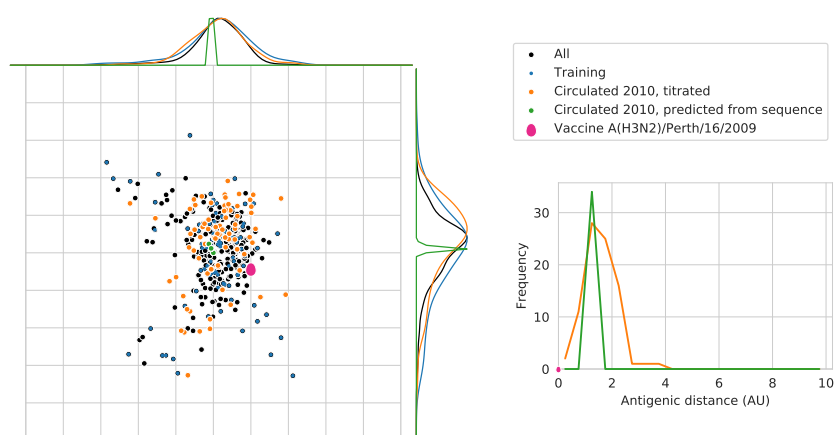 All
Training
Circulated 2010, titrated
Circulated 2010, predicted from sequence
Vaccine A(H3N2)/Perth/16/2009
30
20
10
0
Frequency
0 2 4 6 8 10
Antigenic distance (AU)